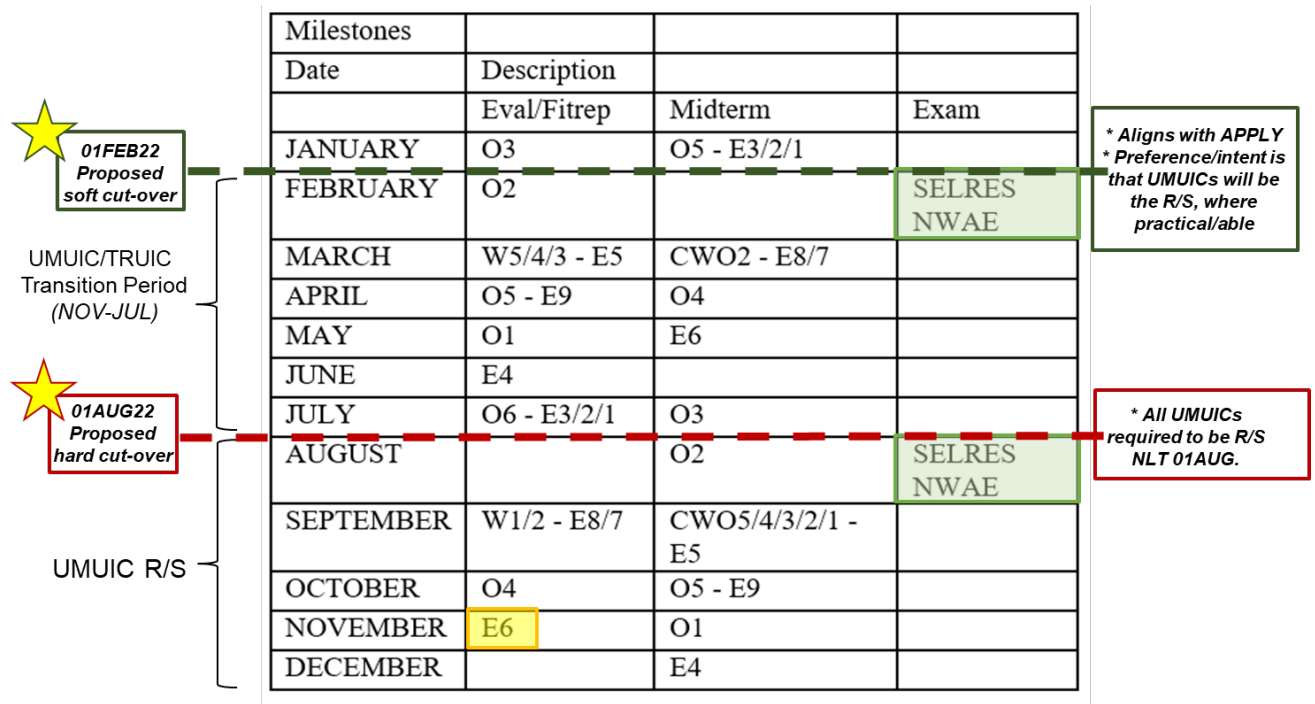 Milestones
Date Description
Eval/Fitrep Midterm Exam
JANUARY O3 O5 - E3/2/1
FEBRUARY O2 SELRES
NWAE
MARCH W5/4/3 - E5 CWO2 - E8/7
APRIL O5 - E9 O4
MAY O1 E6
JUNE E4
JULY O6 - E3/2/1 O3
AUGUST O2 SELRES
NWAE
SEPTEMBER W1/2 - E8/7 CWO5/4/3/2/1 -
E5
OCTOBER O4 O5 - E9
NOVEMBER E6 O1
DECEMBER E4
01FEB22
Proposed
soft cut-over
UMUIC/TRUIC
Transition Period
(NOV-JUL)
01AUG22
Proposed
hard cut-over
UMUIC R/S
* Aligns with APPLY
* Preference/intent is
that UMUICs will be
the R/S, where
practical/able
* All UMUICs
required to be R/S
NLT 01AUG.